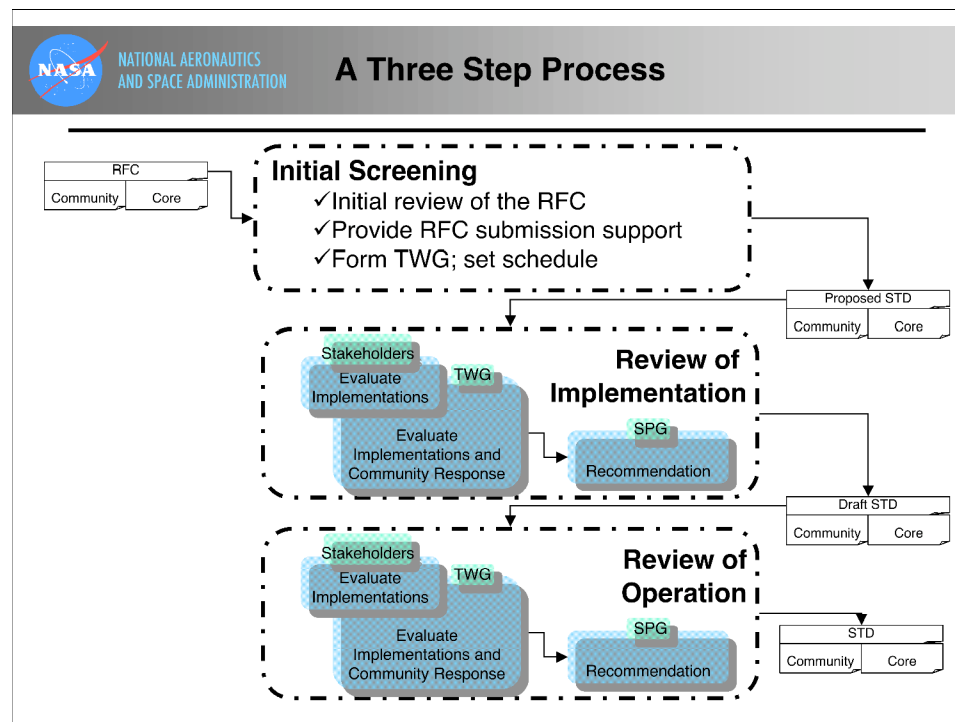 NASA
NATIONAL AERONAUTICS
AND SPACE ADMINISTRATION
A Three Step Process
RFC
Community
Core
Initial Screening
✓Initial review of the RFC
✓Provide RFC submission support
✓Form TWG; set schedule
Proposed STD
Community
Core
Review of
Implementation
Stakeholders
Evaluate
Implementations
TWG
Evaluate
Implementations and
Community Response
SPG
Recommendation
Draft STD
Community
Core
Review of
Operation
Stakeholders
Evaluate
Implementations
TWG
Evaluate
Implementations and
Community Response
SPG
Recommendation
STD
Community
Core